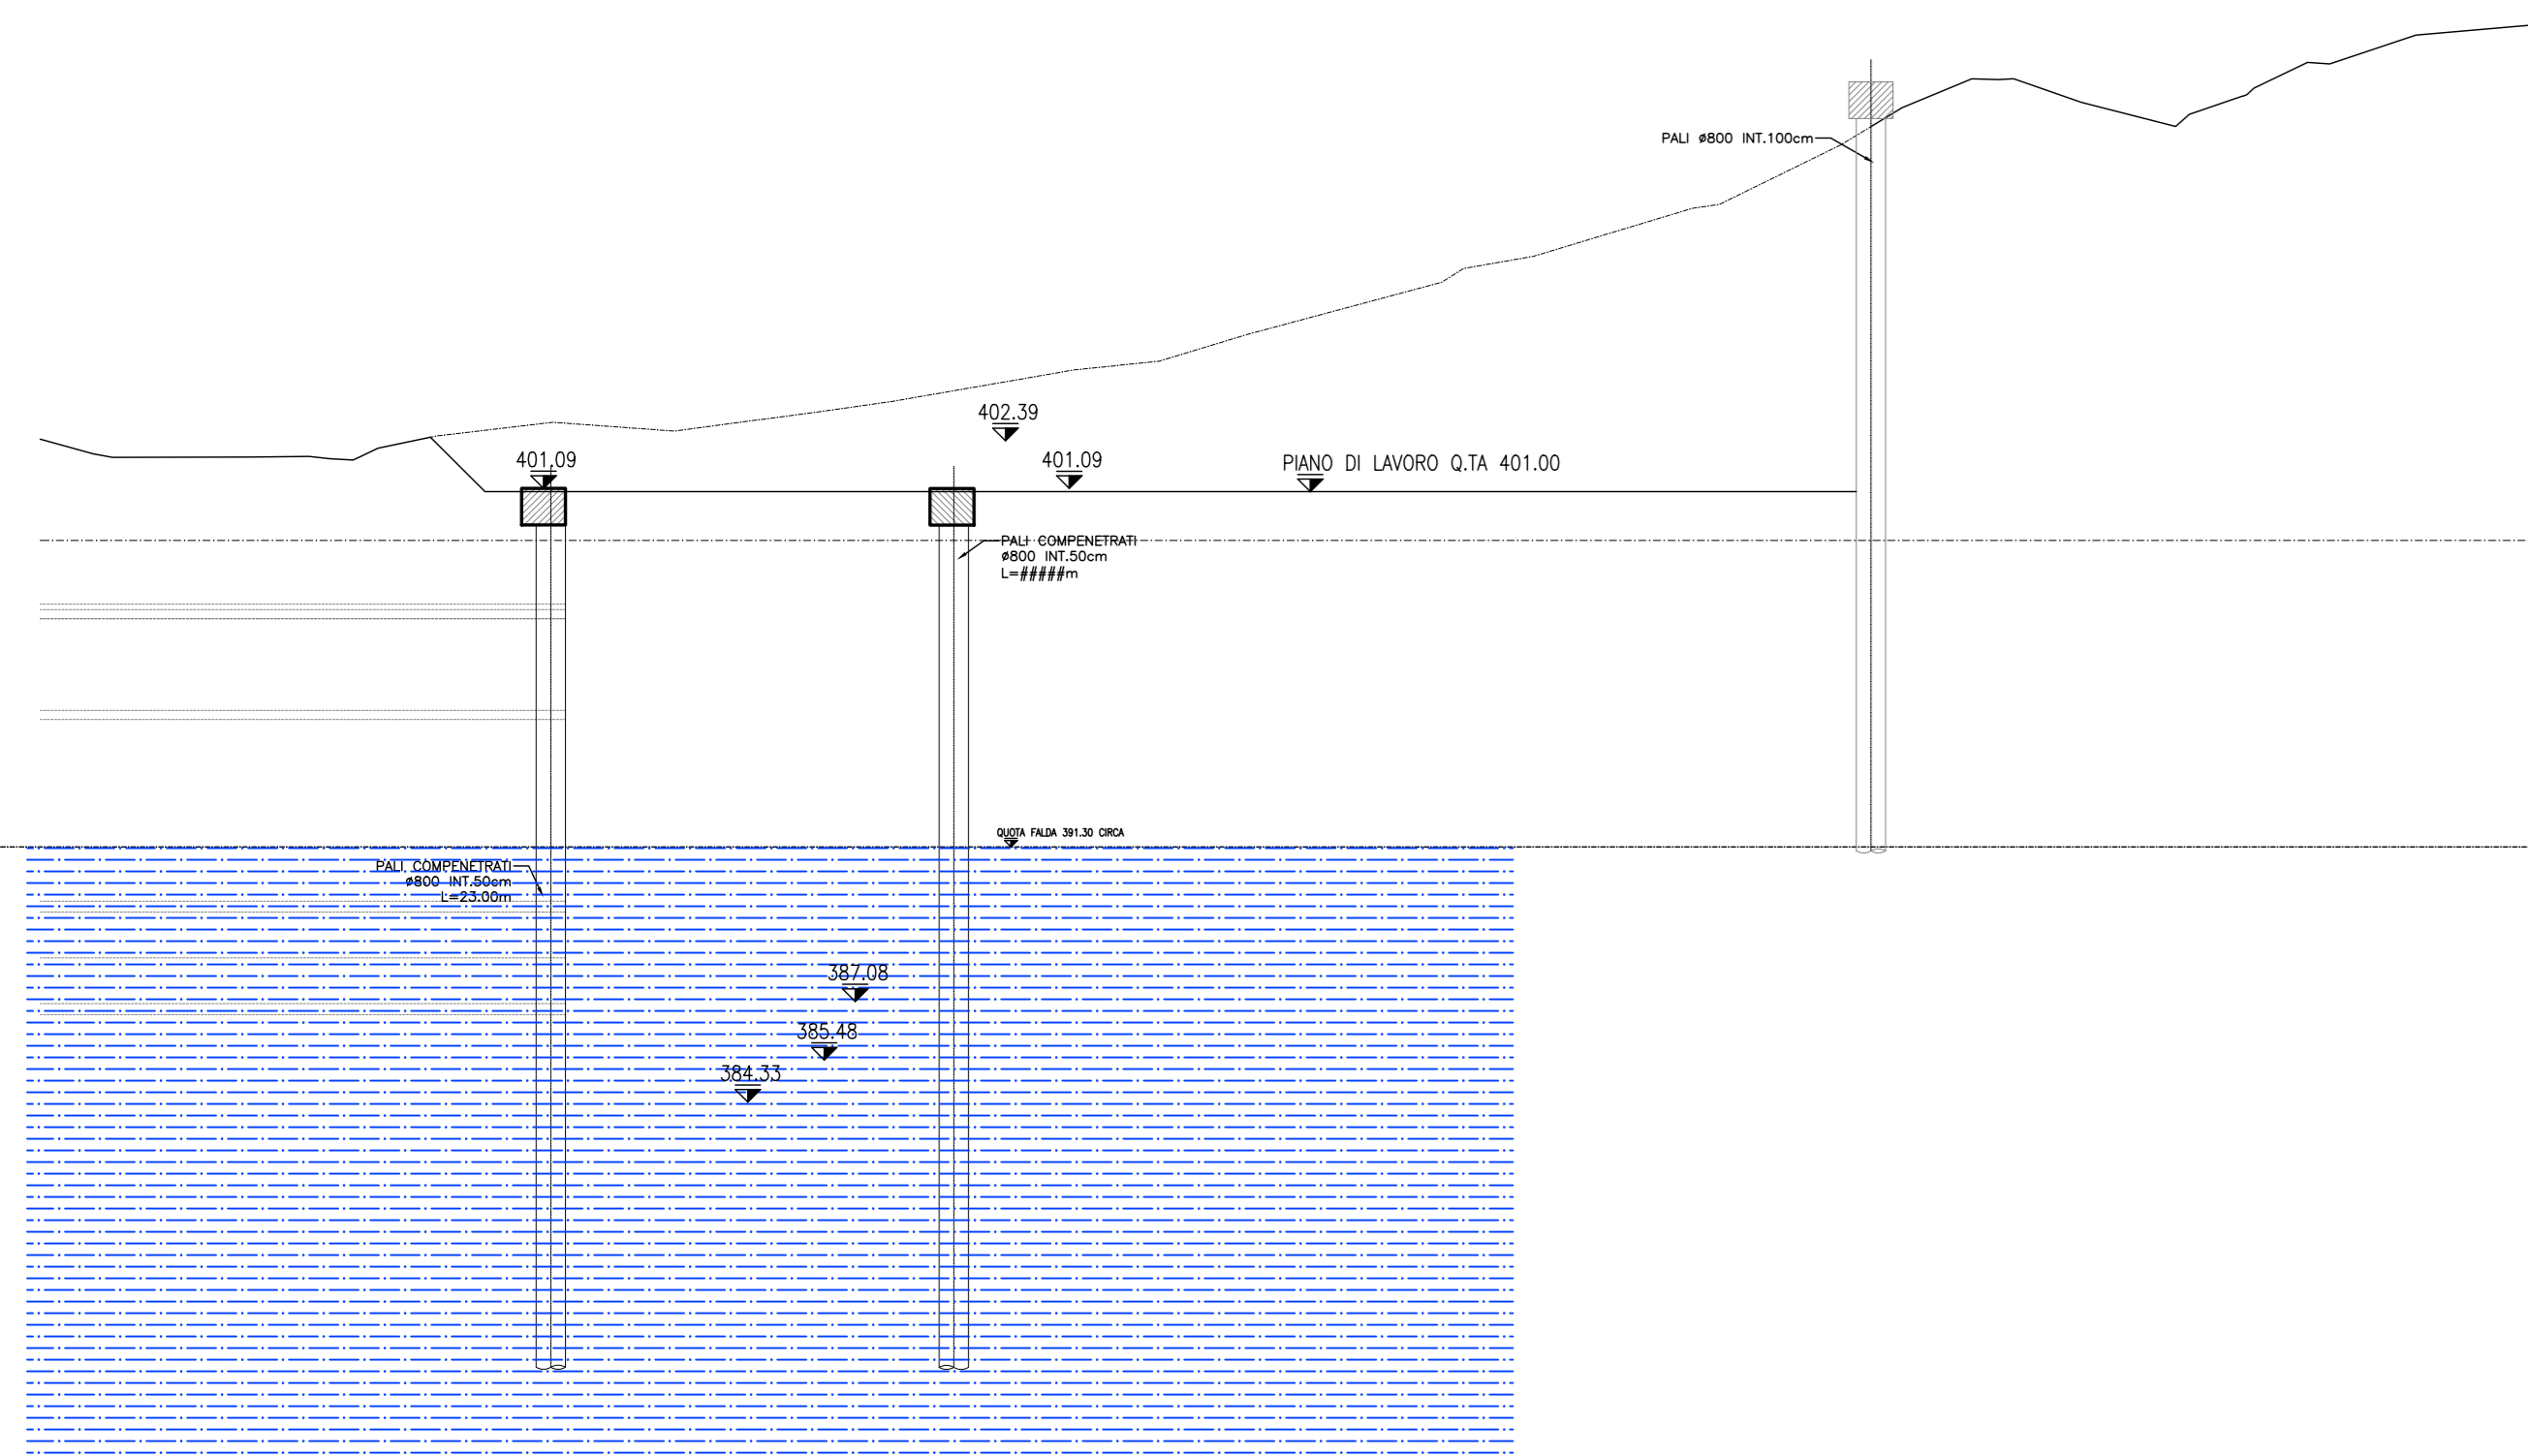 PALI ø800 INT.100cm
402.39
401.09
401.09
PIANO DI LAVORO Q.TA 401.00
PALI COMPENETRATI
ø800 INT.50cm
L=#####m
QUOTA FALDA 391.30 CIRCA
PALI COMPENETRATI
ø800 INT.50cm
L=23.00m
387.08
385.48
384.33